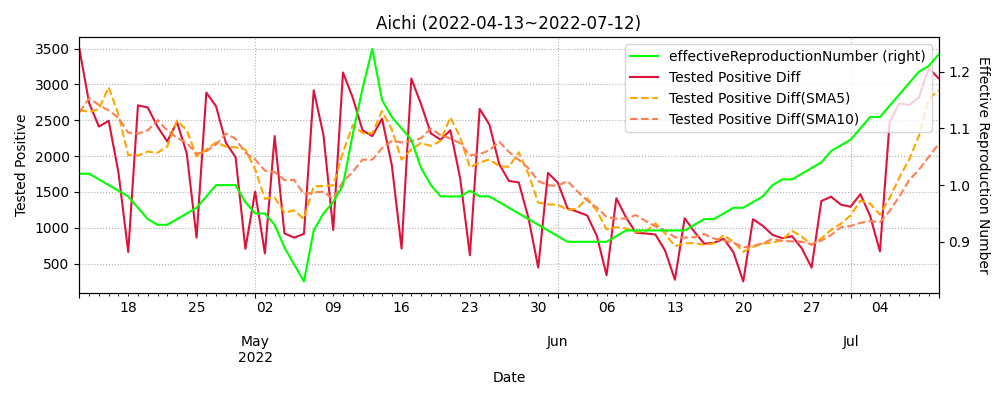 Aichi (2022-04-13~2022-07-12)
effectiveReproductionNumber (right)
Tested Positive Diff
Tested Positive Diff(SMA5)
Tested Positive Diff(SMA10)
Tested Positive
3500
3000
2500
2000
1500
1000
500
Effective Reproduction Number
1.2
1.1
1.0
0.9
18 25 02 09 16 23 30 06 13 20 27 04
May Jun Jul
2022
Date